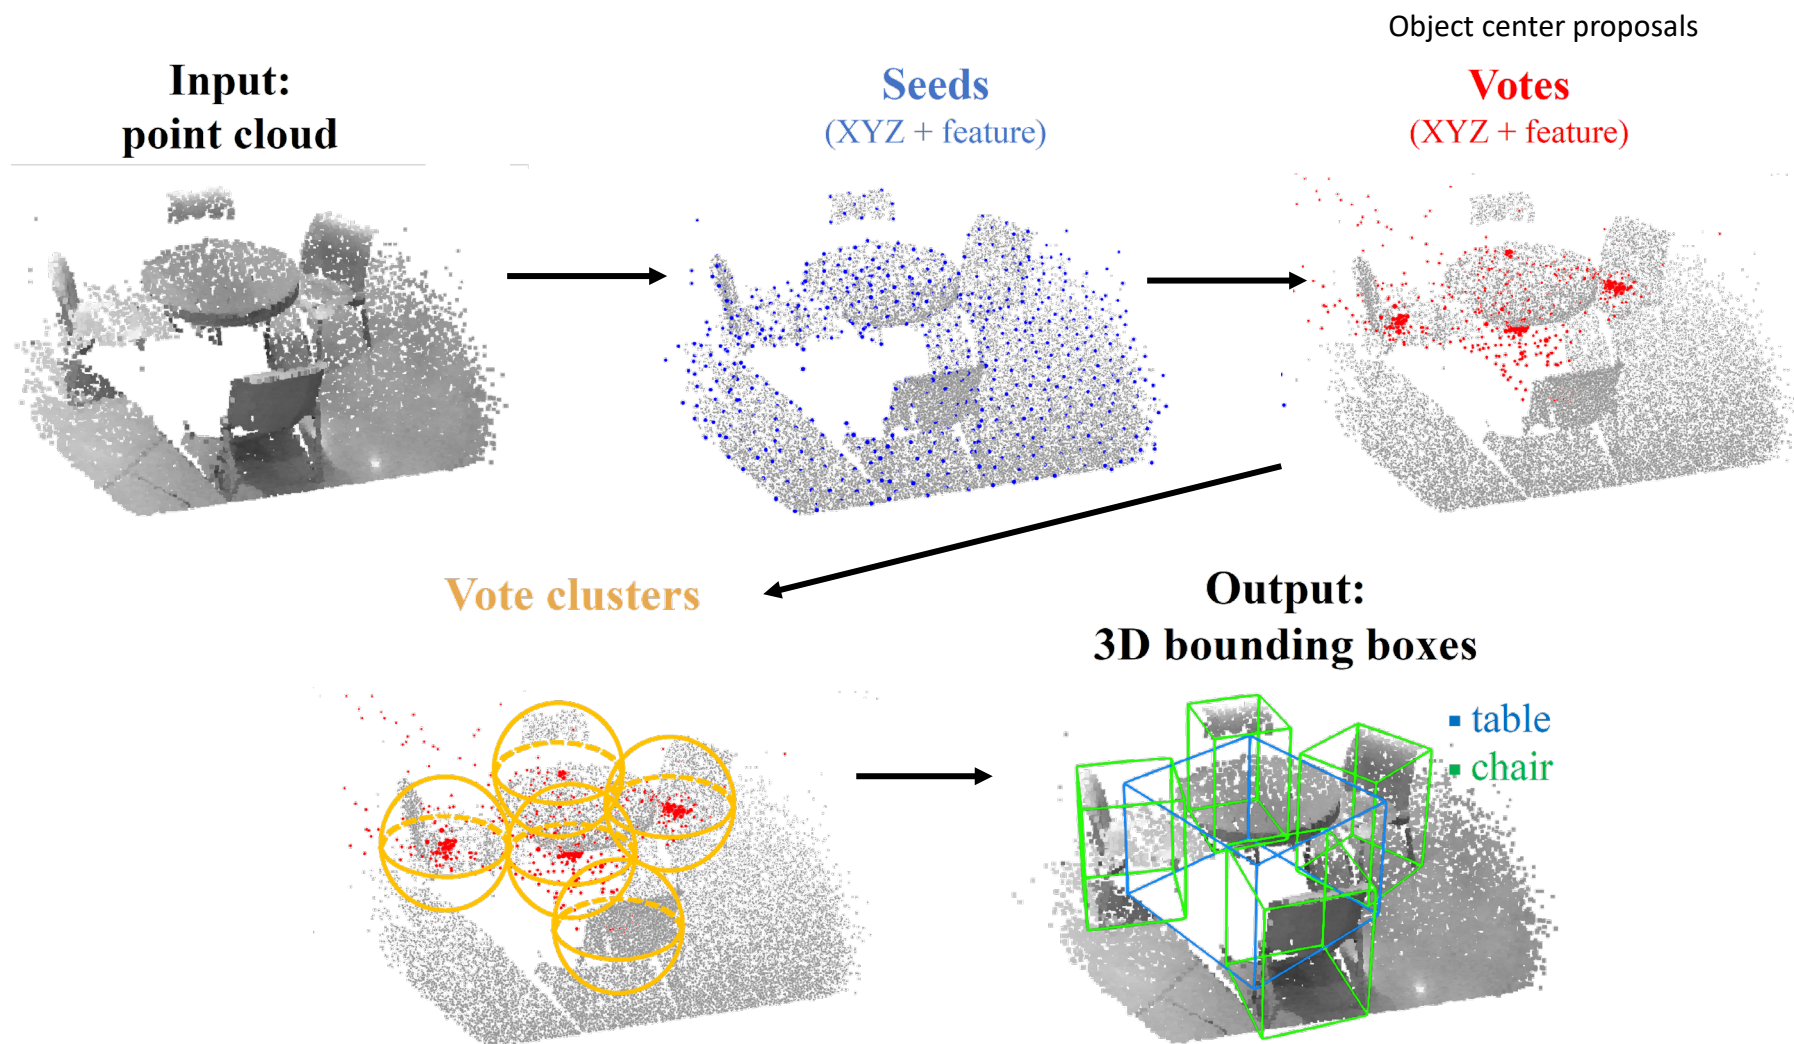 Object center proposals
Input:
point cloud
Seeds
(XYZ + feature)
Votes
(XYZ + feature)
Vote clusters
Output:
3D bounding boxes
table
chair